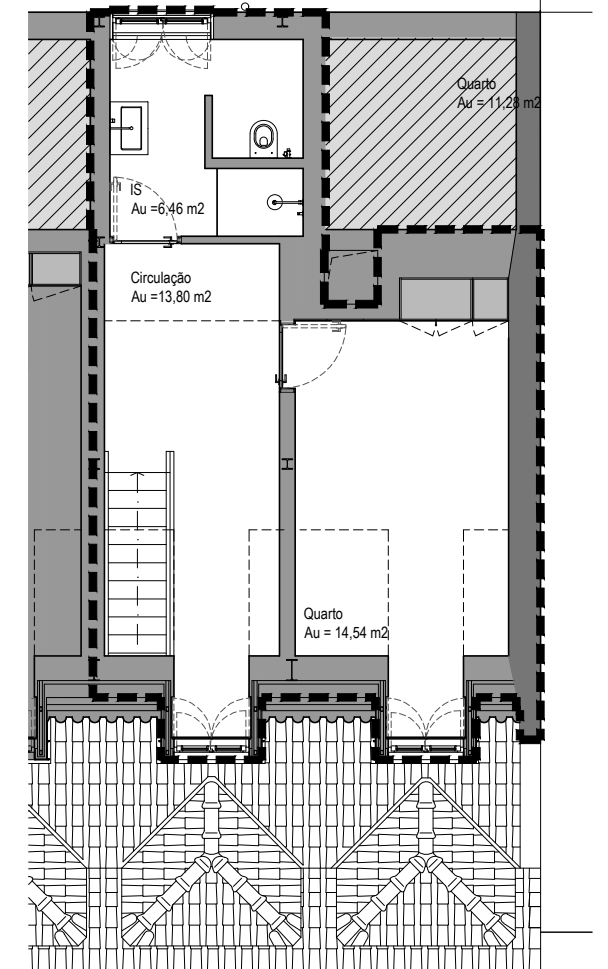 Quarto
Au = 11,28 m2
IS
Au =6,46 m2
Circulação
Au =13,80 m2
Quarto
Au = 14,54 m2